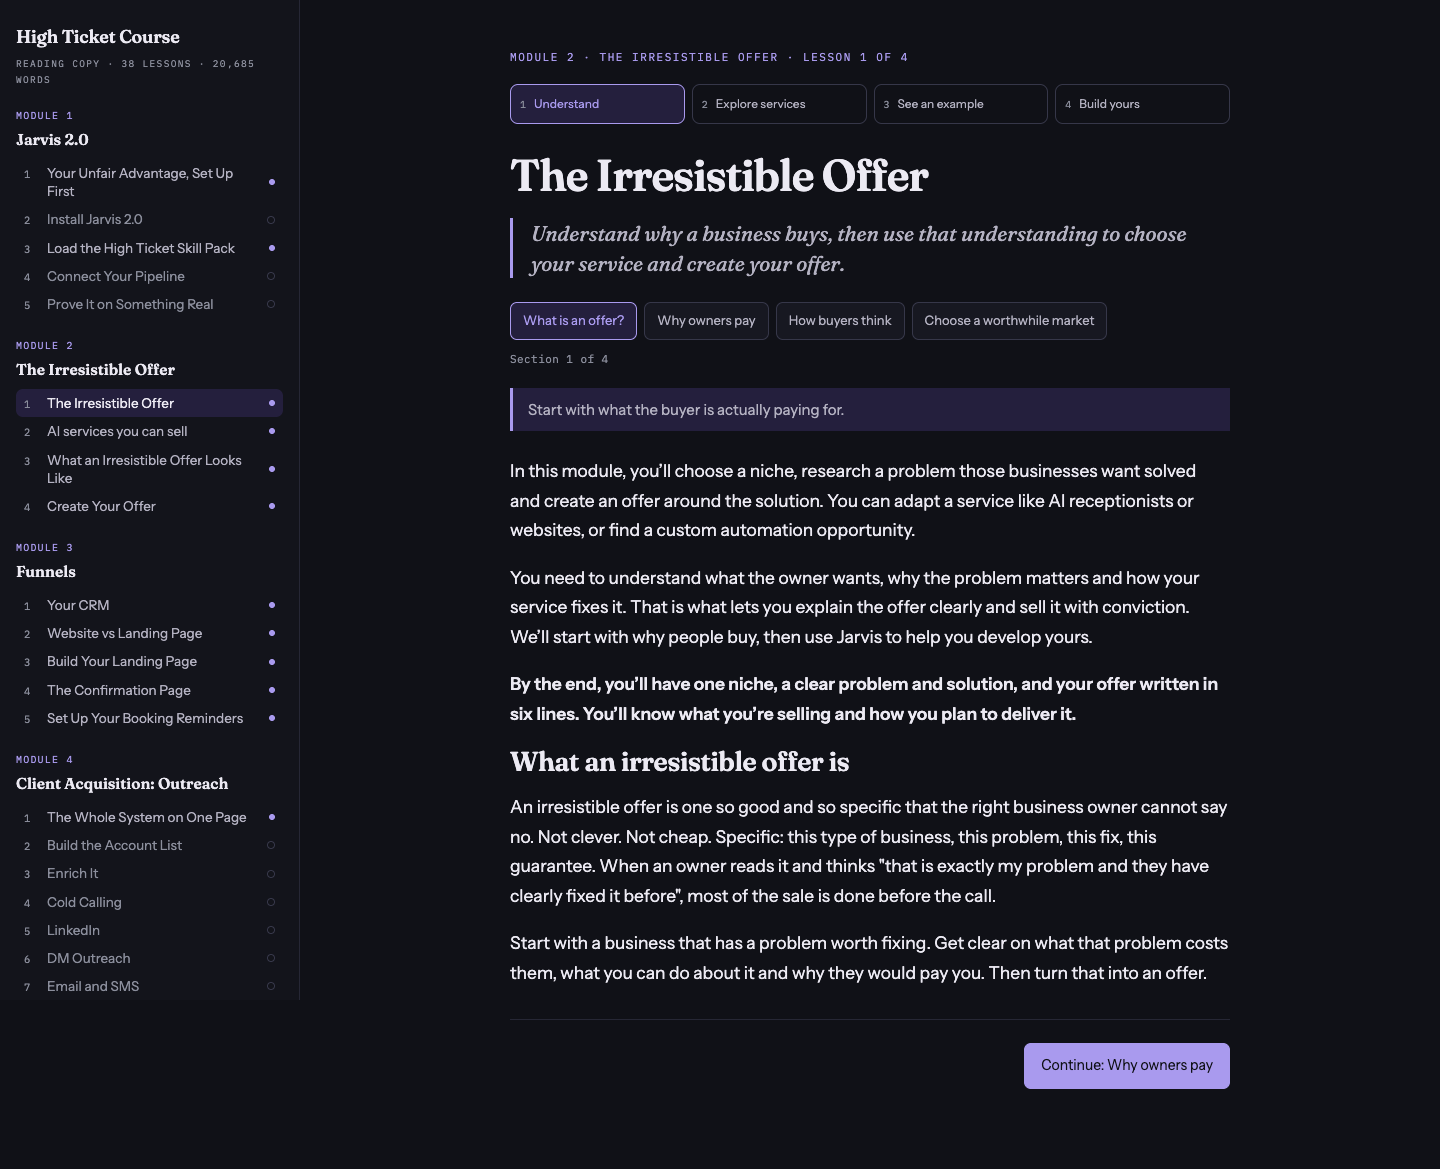 High Ticket Course
READING COPY · 38 LESSONS · 20,685
WORDS
MODULE 1
Jarvis 2.0
1 Your Unfair Advantage, Set Up
First
2 Install Jarvis 2.0
3 Load the High Ticket Skill Pack
4 Connect Your Pipeline
5 Prove It on Something Real
MODULE 2
The Irresistible Offer
1 The Irresistible Offer
2 AI services you can sell
3 What an Irresistible Offer Looks
Like
4 Create Your Offer
MODULE 3
Funnels
1 Your CRM
2 Website vs Landing Page
3 Build Your Landing Page
4 The Confirmation Page
5 Set Up Your Booking Reminders
MODULE 4
Client Acquisition: Outreach
1 The Whole System on One Page
2 Build the Account List
3 Enrich It
4 Cold Calling
5 LinkedIn
6 DM Outreach
7 Email and SMS
MODULE 2 · THE IRRESISTIBLE OFFER · LESSON 1 OF 4
1 Understand
2 Explore services
3 See an example
4 Build yours
The Irresistible Offer
Understand why a business buys, then use that understanding to choose
your service and create your offer.
What is an offer?
Why owners pay
How buyers think
Choose a worthwhile market
Section 1 of 4
Start with what the buyer is actually paying for.
In this module, you’ll choose a niche, research a problem those businesses want solved
and create an offer around the solution. You can adapt a service like AI receptionists or
websites, or find a custom automation opportunity.
You need to understand what the owner wants, why the problem matters and how your
service fixes it. That is what lets you explain the offer clearly and sell it with conviction.
We’ll start with why people buy, then use Jarvis to help you develop yours.
By the end, you’ll have one niche, a clear problem and solution, and your offer written in
six lines. You’ll know what you’re selling and how you plan to deliver it.
What an irresistible offer is
An irresistible offer is one so good and so specific that the right business owner cannot say
no. Not clever. Not cheap. Specific: this type of business, this problem, this fix, this
guarantee. When an owner reads it and thinks "that is exactly my problem and they have
clearly fixed it before", most of the sale is done before the call.
Start with a business that has a problem worth fixing. Get clear on what that problem costs
them, what you can do about it and why they would pay you. Then turn that into an offer.
Continue: Why owners pay